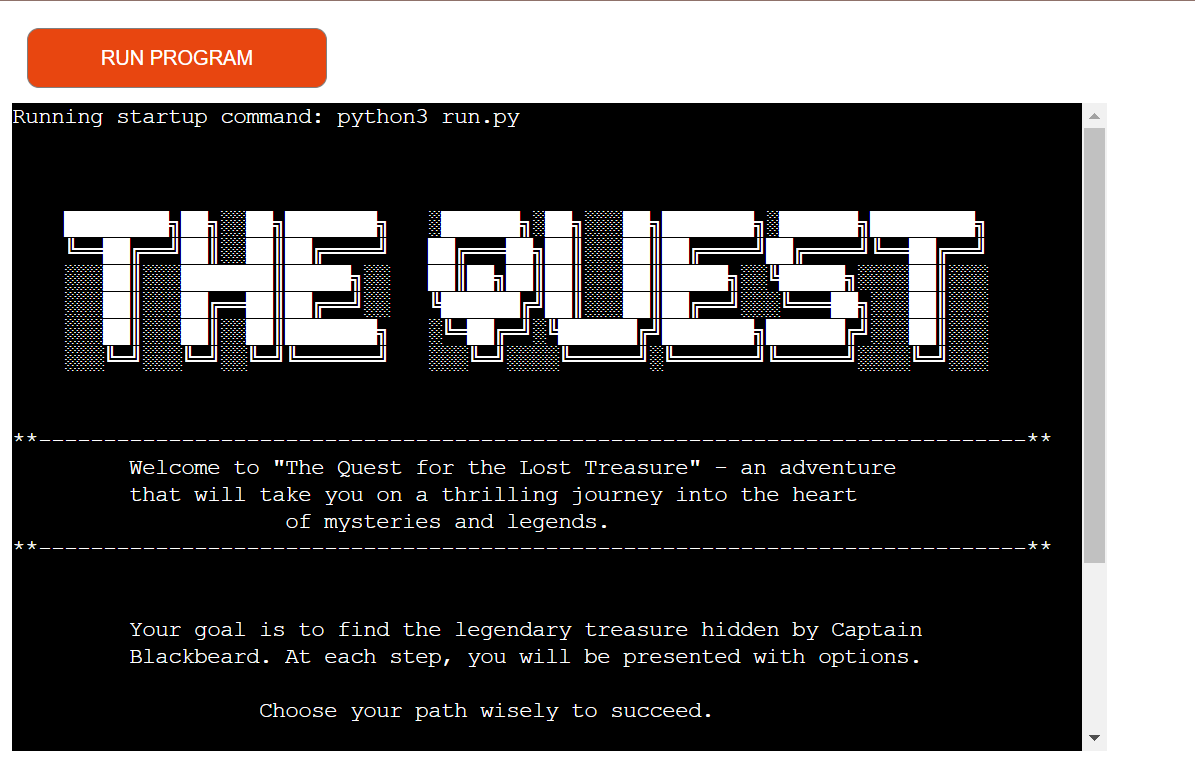 RUN PROGRAM
Running startup command: python3 run.py
THE QUEST
**----------------------------------------------------------------------------**
Welcome to "The Quest for the Lost Treasure" - an adventure
that will take you on a thrilling journey into the heart
of mysteries and legends.
**----------------------------------------------------------------------------**
Your goal is to find the legendary treasure hidden by Captain
Blackbeard. At each step, you will be presented with options.
Choose your path wisely to succeed.